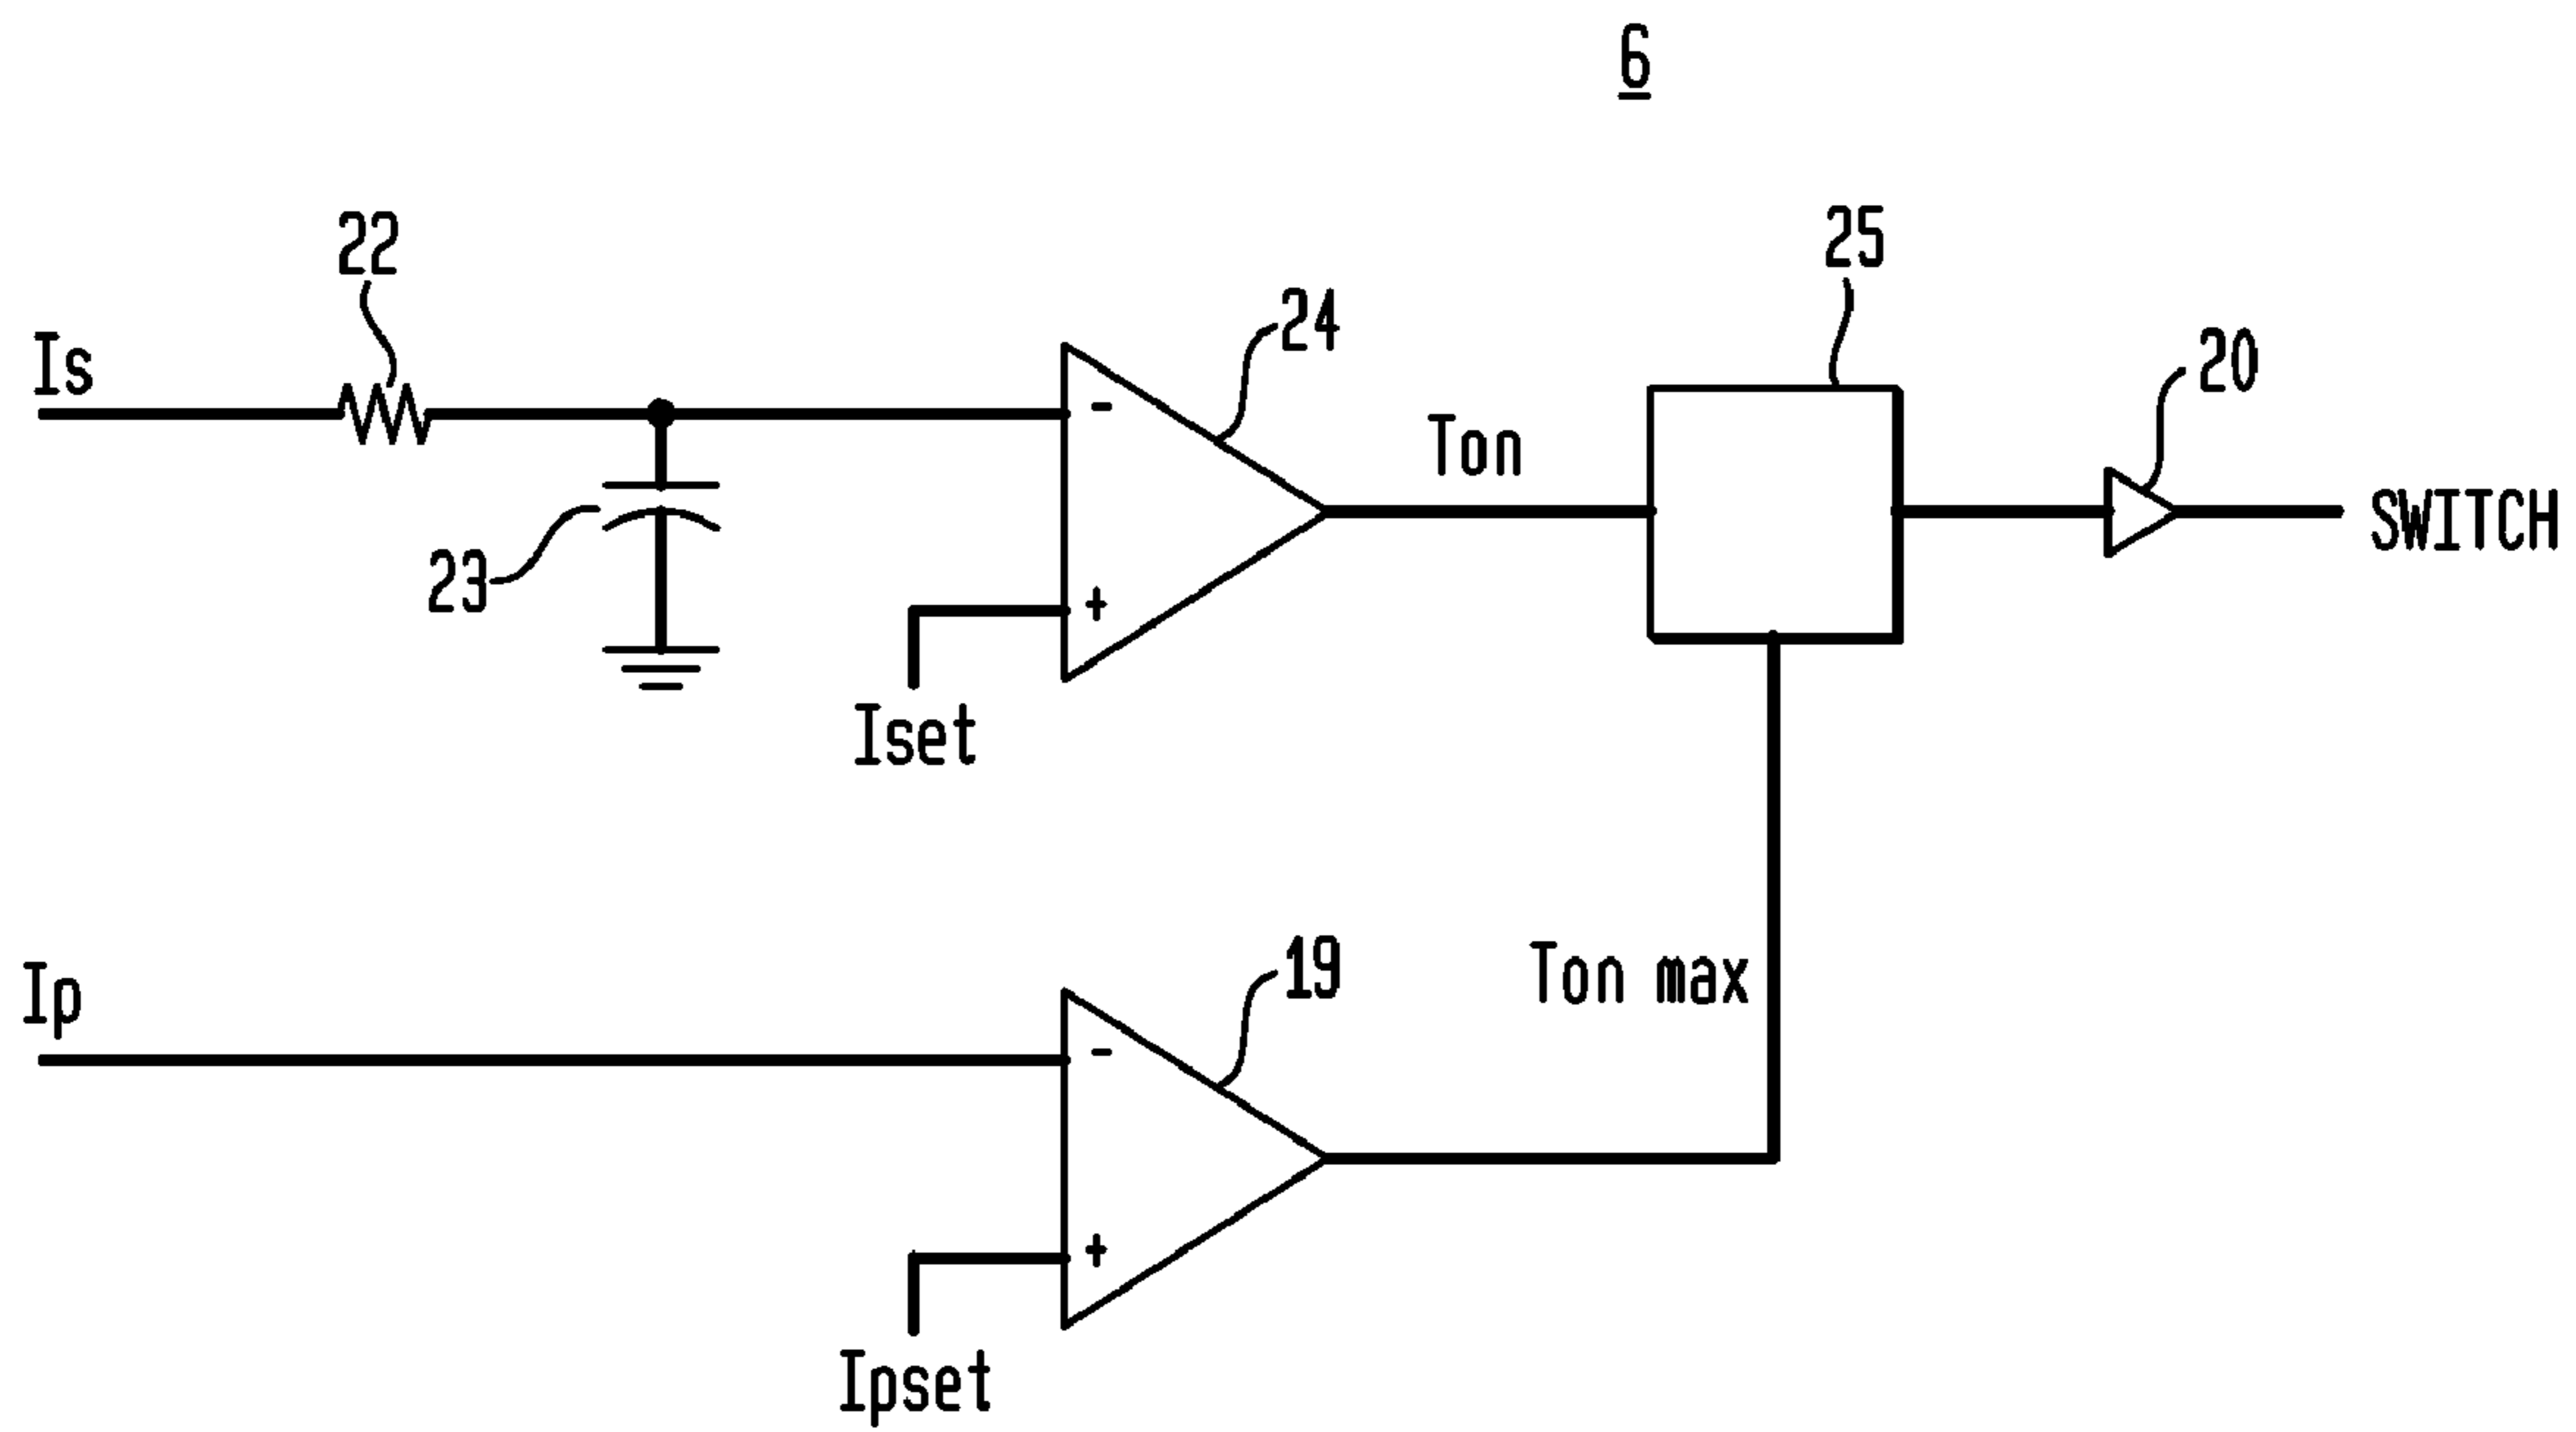 6
22
25
24
20
Is
Ton
SWITCH
-
23
+
Iset
19
Ip
Ton max
-
+
Ipset